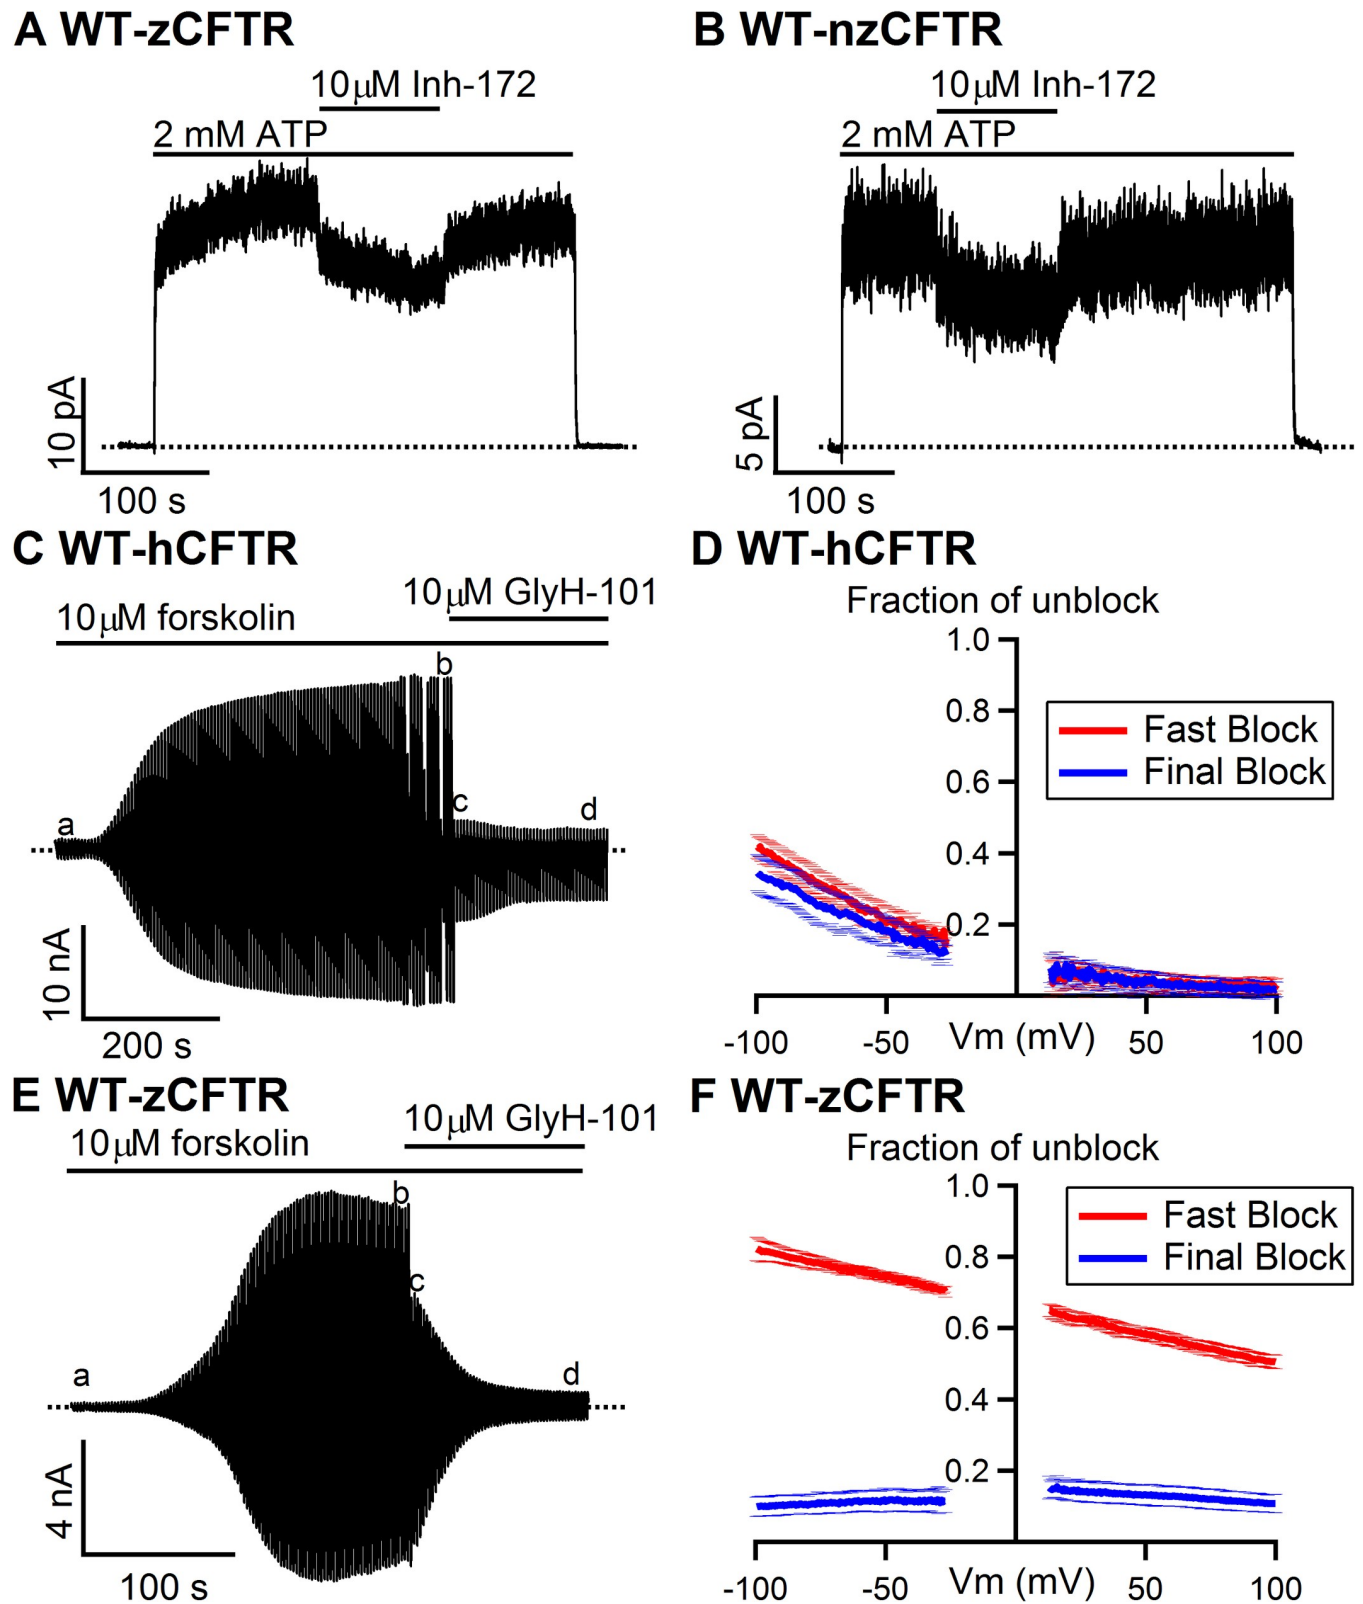 A WT-zCFTR
10μM Inh-172
2 mM ATP
10 pA
100 s
B WT-nzCFTR
10μM Inh-172
2 mM ATP
5 pA
100 s
C WT-hCFTR
10μM GlyH-101
10μM forskolin
b
a
c
d
10 nA
200 s
D WT-hCFTR
Fraction of unblock
1.0
0.8
0.6
0.4
0.2
Fast Block
Final Block
-100
-50
Vm (mV)
50
100
E WT-zCFTR
10μM GlyH-101
10μM forskolin
b
c
a
d
4 nA
100 s
F WT-zCFTR
Fraction of unblock
1.0
0.8
0.6
0.4
0.2
Fast Block
Final Block
-100
-50
Vm (mV)
50
100